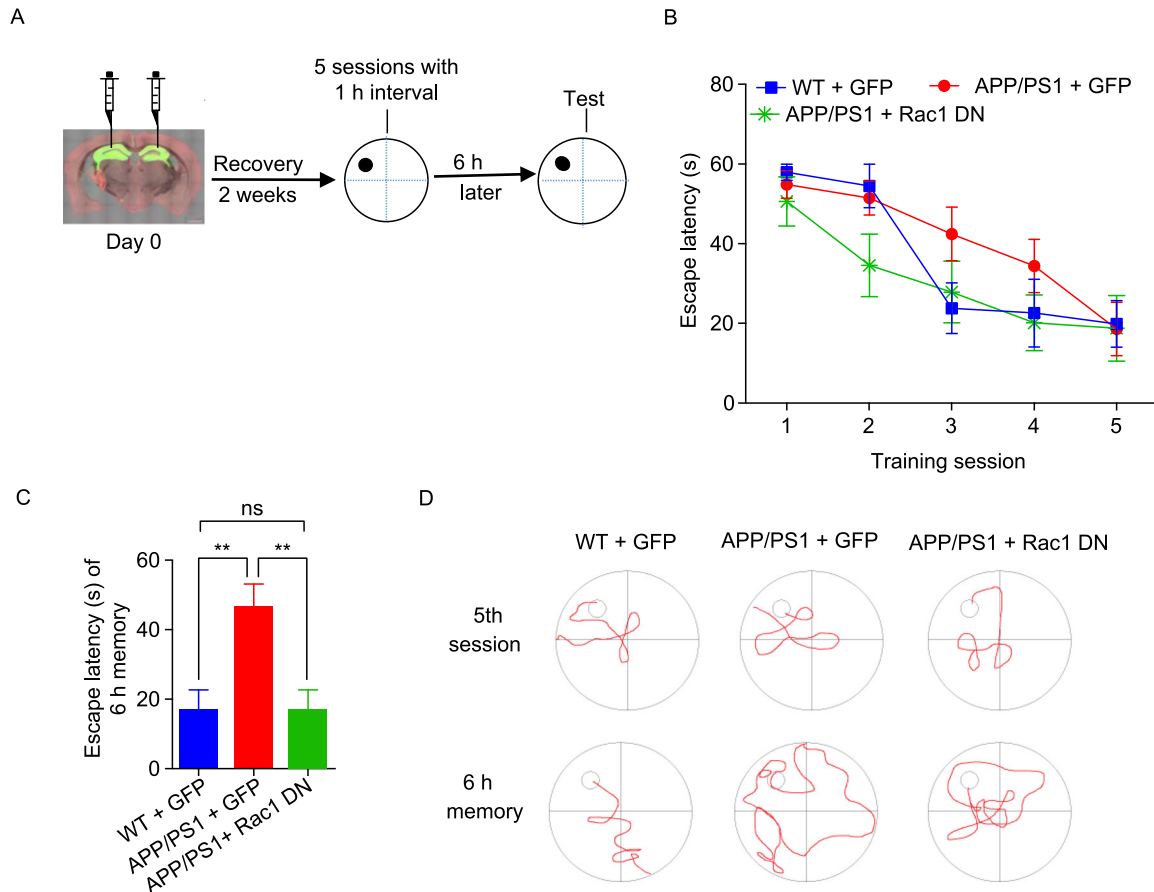 A
5 sessions with
1 h interval
Test
Recovery
2 weeks
6 h
later
Day 0
B
WT + GFP
APP/PS1 + GFP
APP/PS1 + Rac1 DN
Escape latency (s)
80
60
40
20
0
1 2 3 4 5
Training session
C
ns
** **
Escape latency (s) of
6 h memory
60
40
20
0
WT + GFP
APP/PS1 + GFP
APP/PS1+ Rac1 DN
D
WT + GFP APP/PS1 + GFP APP/PS1 + Rac1 DN
5th
session
6 h
memory